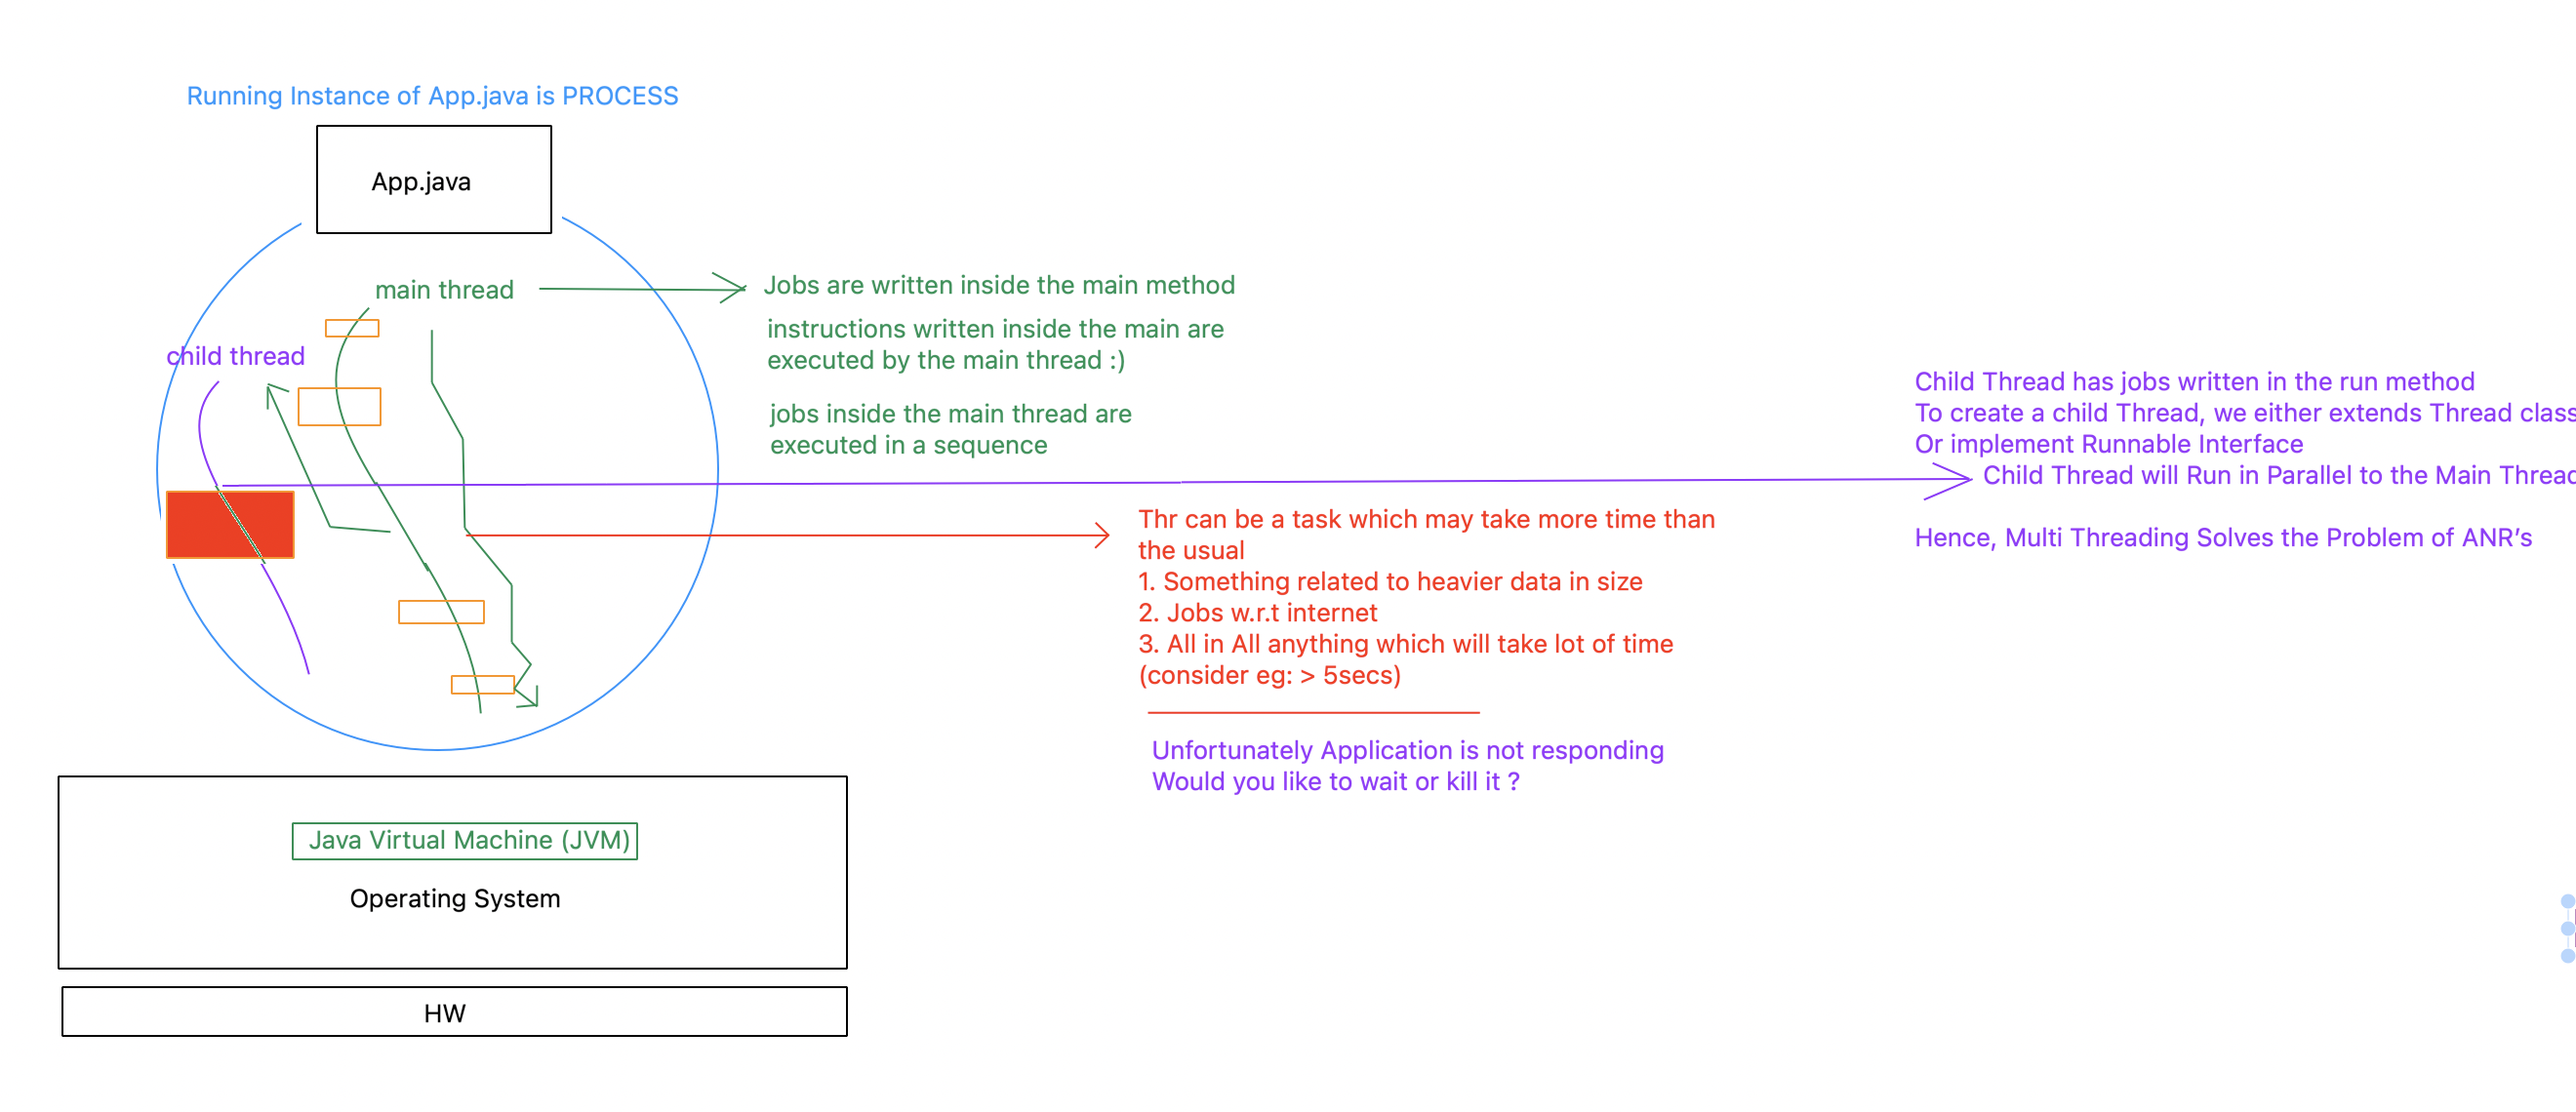 Running Instance of App.java is PROCESS
App.java
main thread
child thread
Jobs are written inside the main method
instructions written inside the main are
executed by the main thread :)
jobs inside the main thread are
executed in a sequence
Child Thread has jobs written in the run method
To create a child Thread, we either extends Thread class
Or implement Runnable Interface
Child Thread will Run in Parallel to the Main Thread
Hence, Multi Threading Solves the Problem of ANR’s
Thr can be a task which may take more time than
the usual
1. Something related to heavier data in size
2. Jobs w.r.t internet
3. All in All anything which will take lot of time
(consider eg: > 5secs)
Unfortunately Application is not responding
Would you like to wait or kill it ?
Java Virtual Machine (JVM)
Operating System
HW